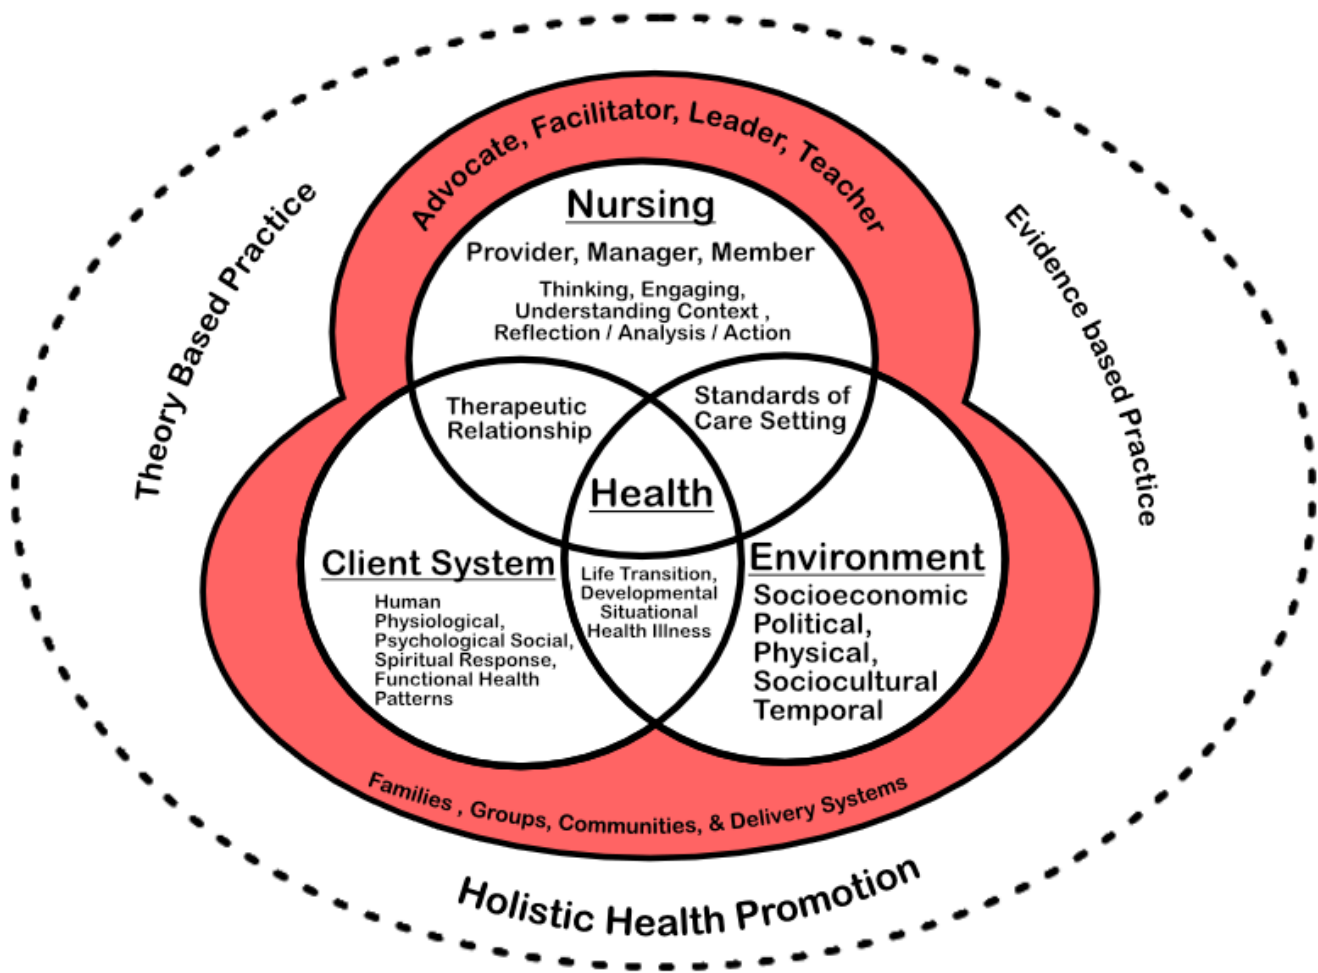 Advocate, Facilitator, Leader, Teacher
Theory Based Practice
Evidence based Practice
Nursing
Provider, Manager, Member
Thinking, Engaging,
Understanding Context ,
Reflection / Analysis / Action
Therapeutic
Relationship
Standards of
Care Setting
Health
Client System
Human
Physiological,
Psychological Social,
Spiritual Response,
Functional Health
Patterns
Life Transition,
Developmental
Situational
Health Illness
Environment
Socioeconomic
Political,
Physical,
Sociocultural
Temporal
Families , Groups, Communities, & Delivery Systems
Holistic Health Promotion